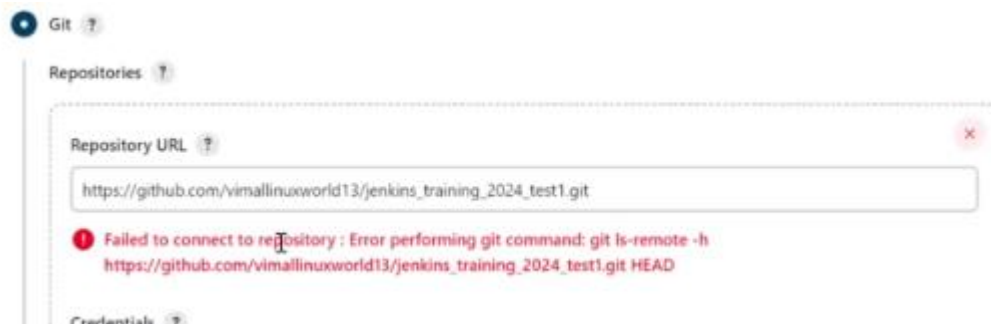 Git ?
Repositories ?
Repository URL ?
https://github.com/vimallinuxworld13/jenkins_training_2024_test1.git
Failed to connect to repository : Error performing git command: git ls-remote -h
https://github.com/vimallinuxworld13/jenkins_training_2024_test1.git HEAD
Credentials ?